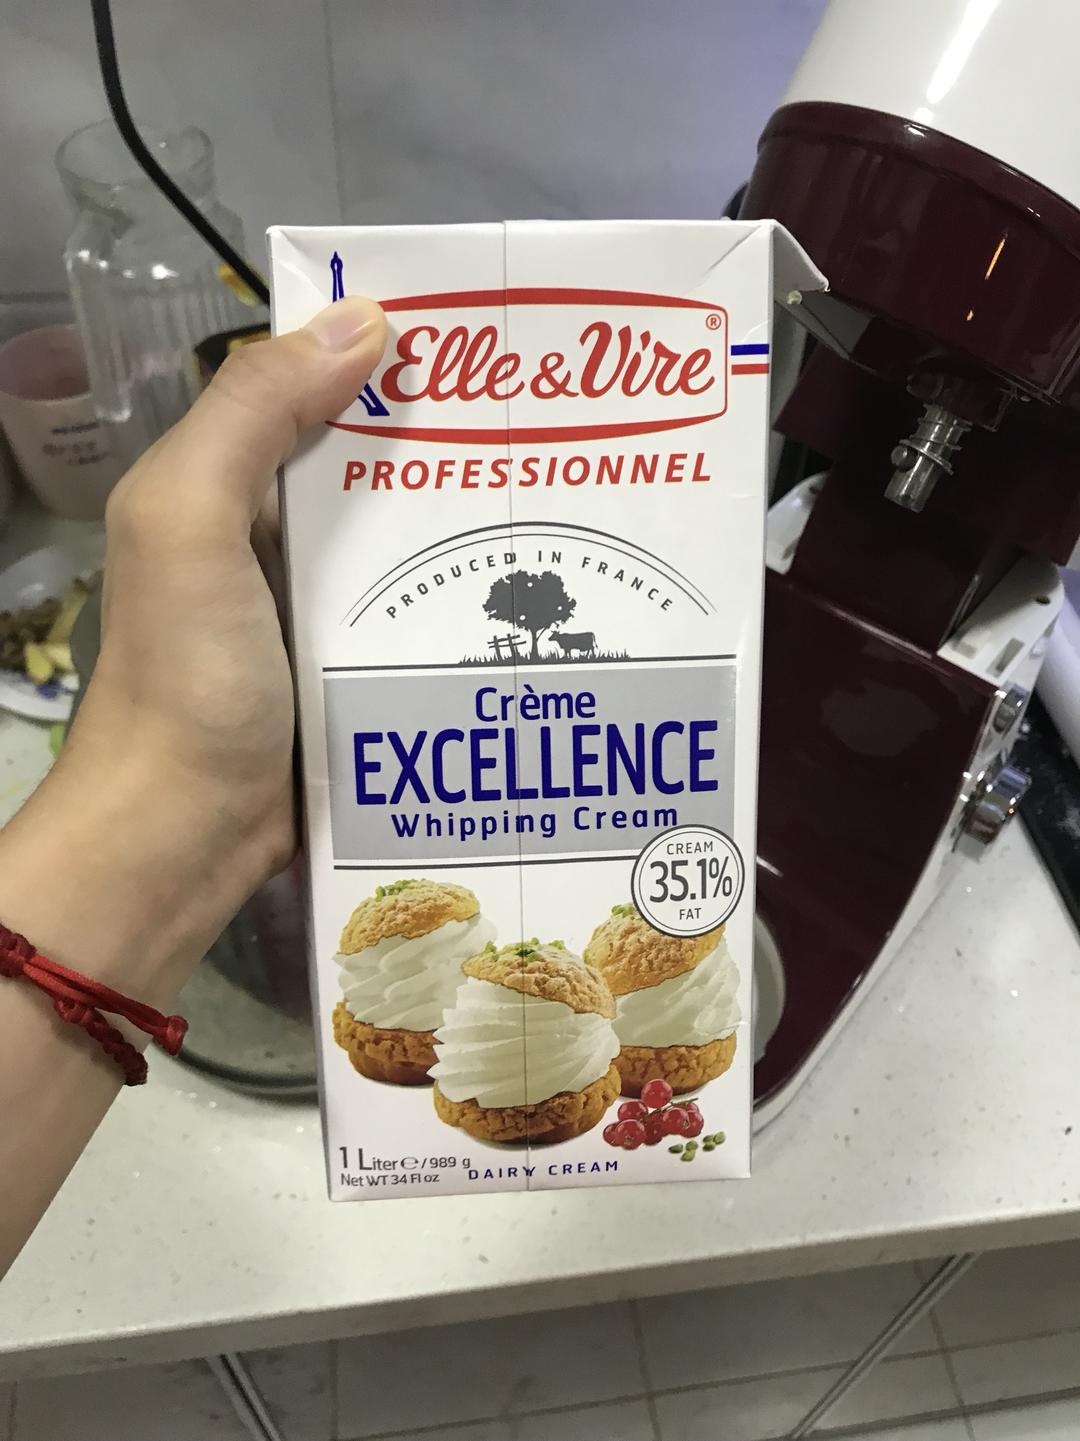 Elle & Vire ®
PROFESSIONNEL
PRODUCED IN FRANCE
Crème
EXCELLENCE
Whipping Cream
CREAM
35.1%
FAT
1 Liter ℮ / 989 g
Net WT 34 Fl oz
DAIRY CREAM